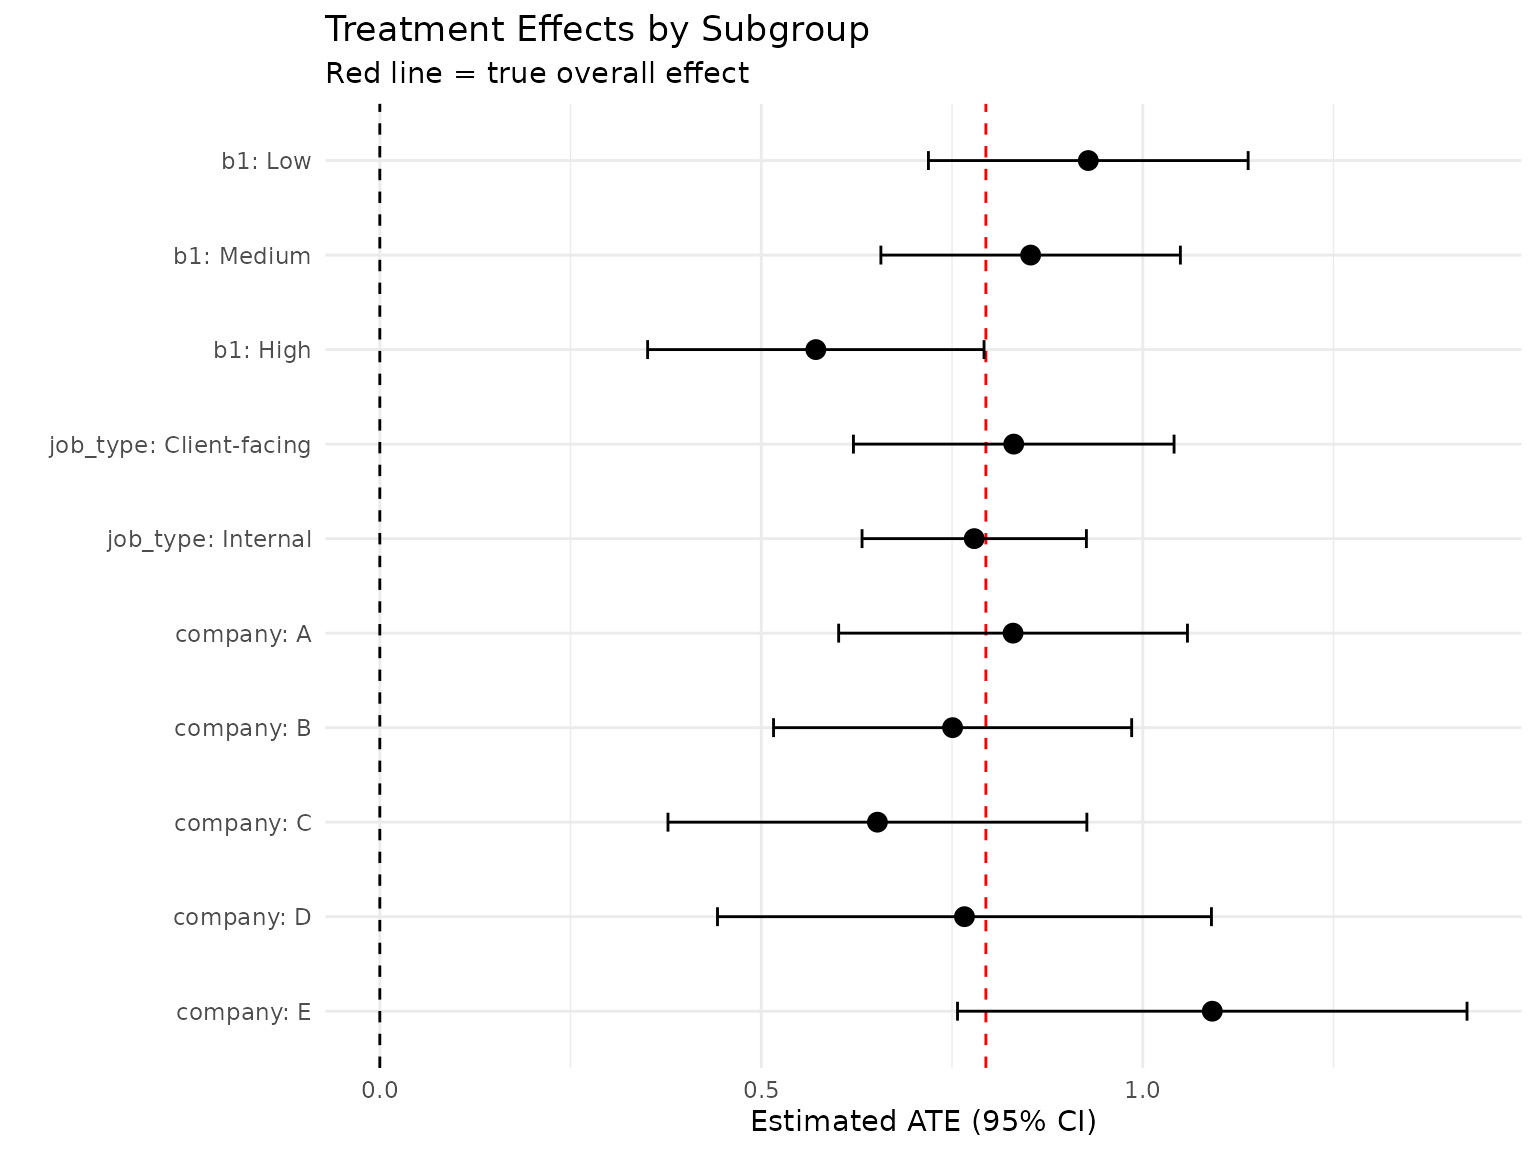 Treatment Effects by Subgroup
Red line = true overall effect
b1: Low
b1: Medium
b1: High
job_type: Client-facing
job_type: Internal
company: A
company: B
company: C
company: D
company: E
0.0 0.5 1.0
Estimated ATE (95% CI)